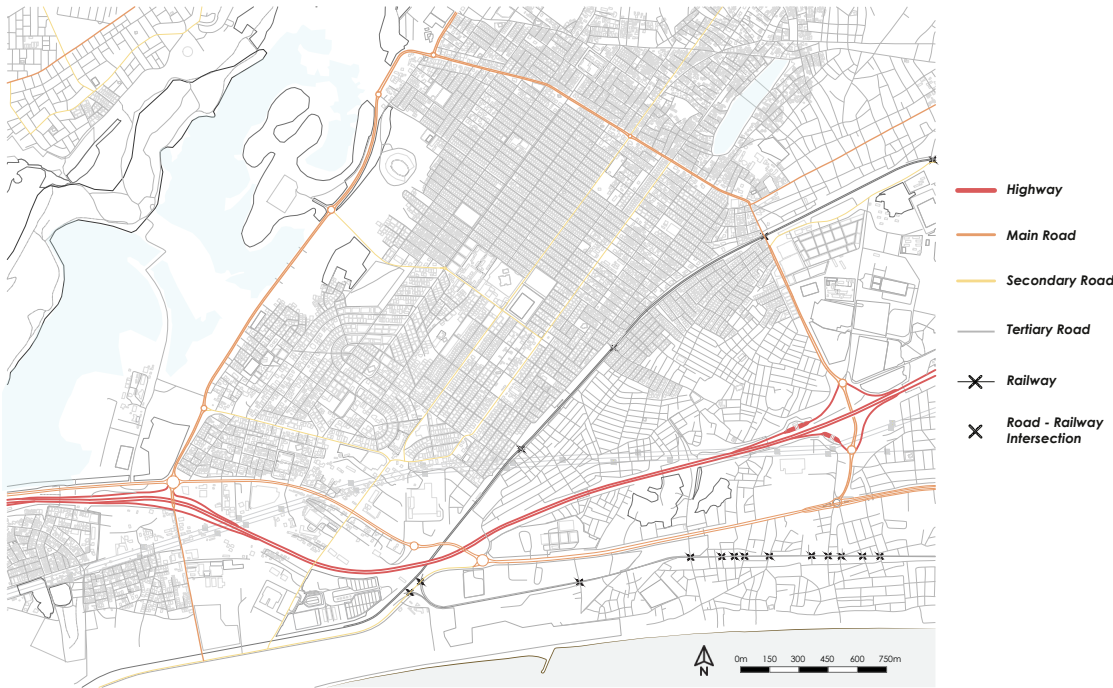 Highway
Main Road
Secondary Road
Tertiary Road
Railway
Road - Railway
Intersection
N
0m 150 300 450 600 750m